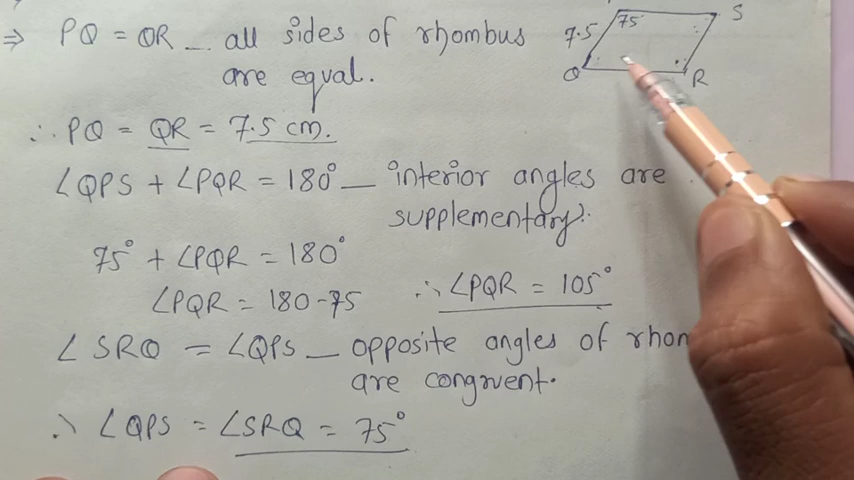 ⇒ PQ = QR _ all sides of rhombus
are equal.
7.5
75°
S
Q
R
∴ PQ = QR = 7.5 cm.
∠QPS + ∠PQR = 180° _ interior angles are
supplementary.
75° + ∠PQR = 180°
∠PQR = 180-75 ∴ ∠PQR = 105°
∠SRQ = ∠QPS _ opposite angles of rhom
are congruent.
∴ ∠QPS = ∠SRQ = 75°